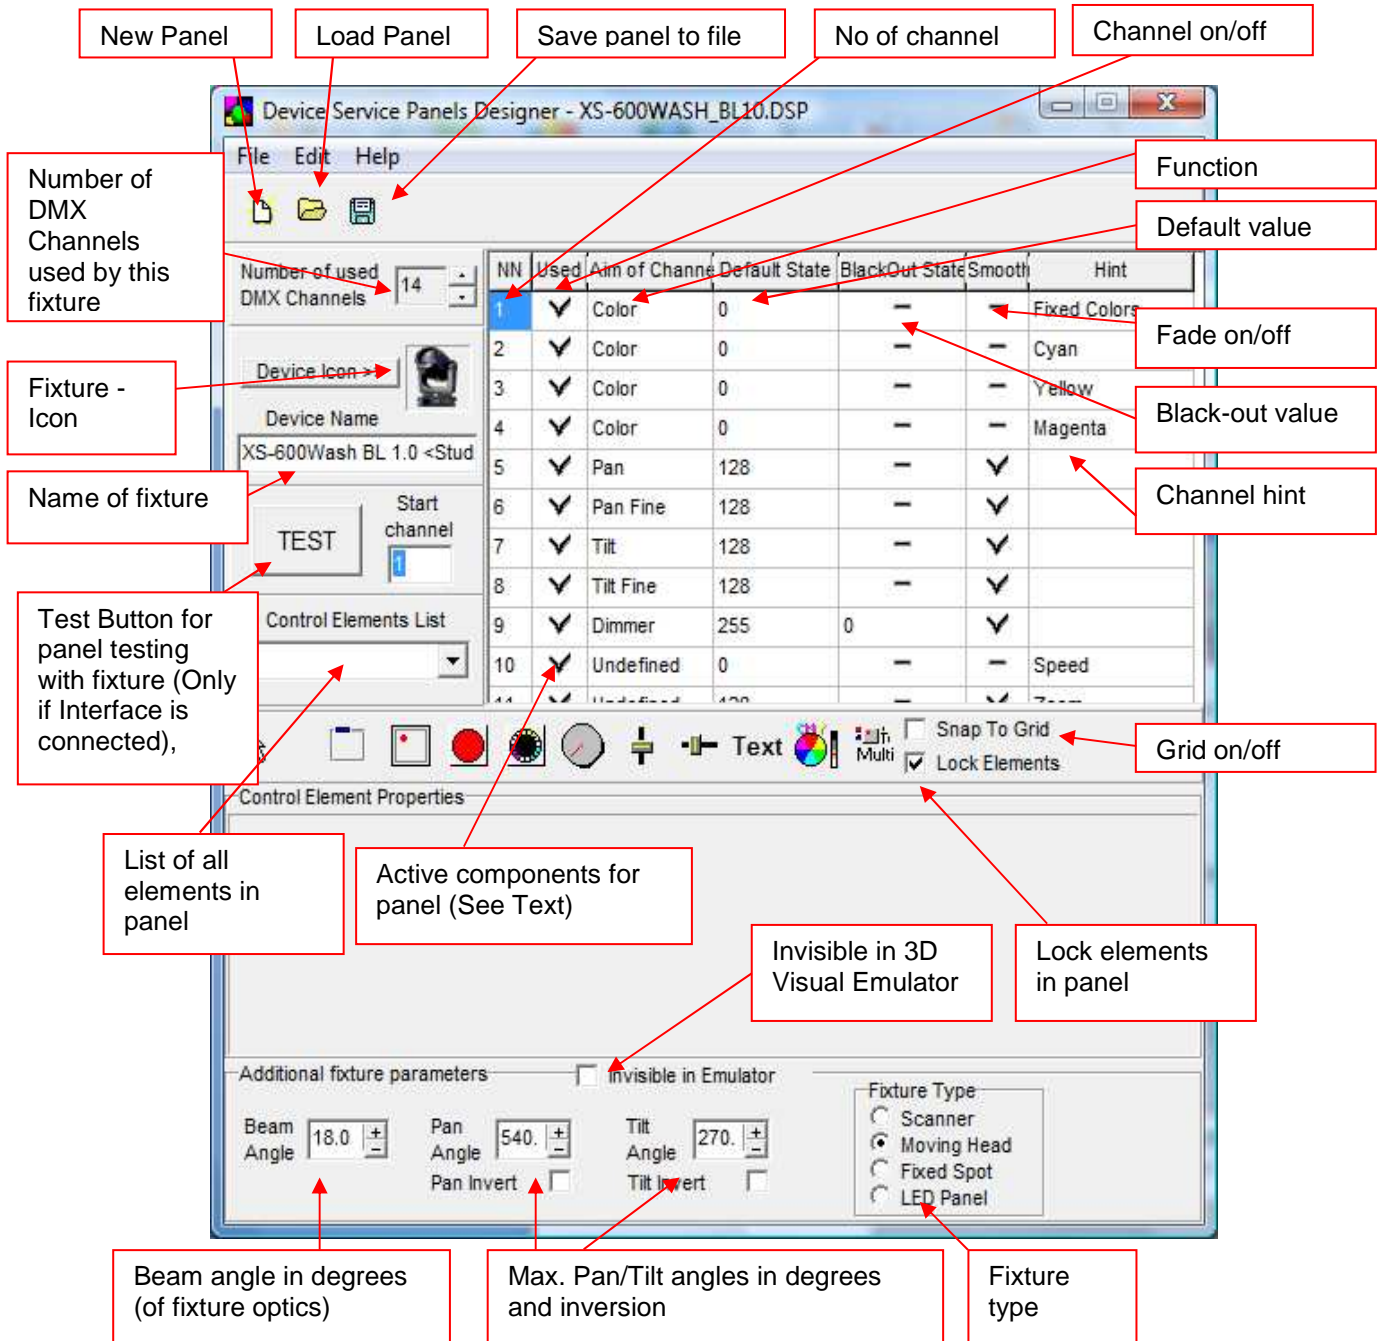 New Panel
Load Panel
Save panel to file
No of channel
Channel on/off
Device Service Panels Designer - XS-600WASH_BL10.DSP
File Edit Help
Number of
DMX
Channels
used by this
fixture
Function
Default value
Number of used
DMX Channels
14
NN Used Aim of Channe Default State BlackOut State Smooth Hint
1 Color 0 Fixed Colors
2 Color 0 Cyan
3 Color 0 Yellow
4 Color 0 Magenta
5 Pan 128
6 Pan Fine 128
7 Tilt 128
8 Tilt Fine 128
9 Dimmer 255 0
10 Undefined 0 Speed
11 Undefined 128 Zoom
Fade on/off
Black-out value
Channel hint
Fixture -
Icon
Device Icon >>
Device Name
XS-600Wash BL 1.0 <Stud
Name of fixture
TEST
Start
channel
1
Test Button for
panel testing
with fixture (Only
if Interface is
connected),
Control Elements List
Text
Multi
Snap To Grid
Lock Elements
Grid on/off
Control Element Properties
List of all
elements in
panel
Active components for
panel (See Text)
Invisible in 3D
Visual Emulator
Lock elements
in panel
Additional fixture parameters
Invisible in Emulator
Beam
Angle
18.0
Pan
Angle
540.
Pan Invert
Tilt
Angle
270.
Tilt Invert
Fixture Type
Scanner
Moving Head
Fixed Spot
LED Panel
Beam angle in degrees
(of fixture optics)
Max. Pan/Tilt angles in degrees
and inversion
Fixture
type